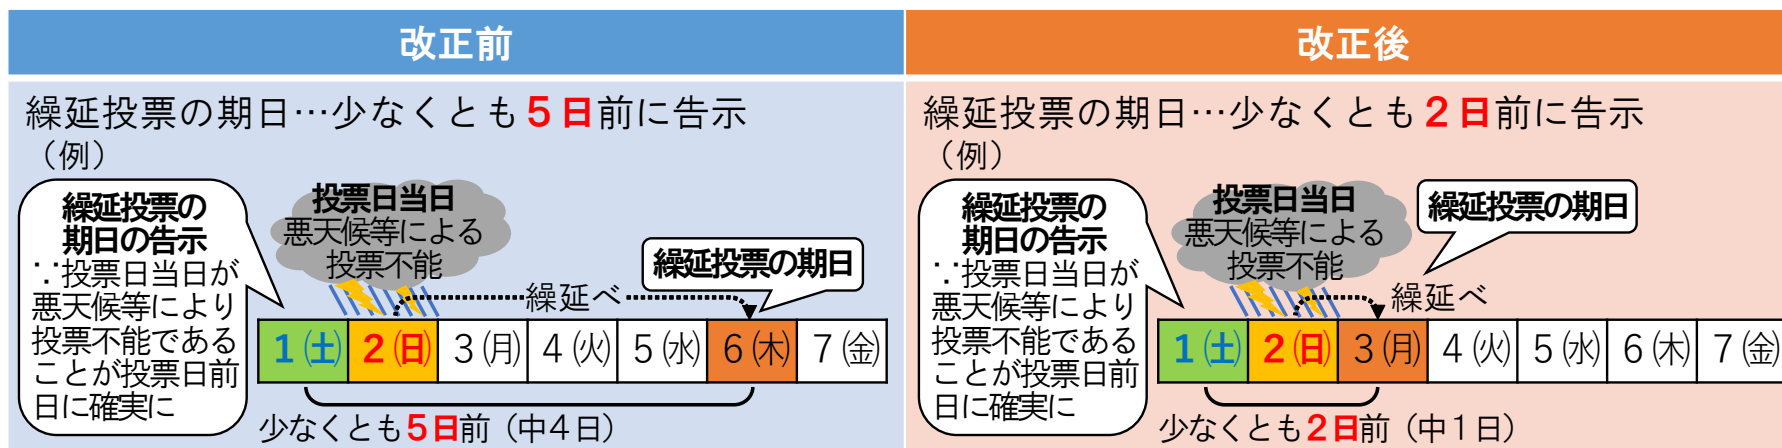 改正前
繰延投票の期日…少なくとも５日前に告示
（例）
繰延投票の
期日の告示
∵投票日当日が
悪天候等により
投票不能である
ことが投票日前
日に確実に
投票日当日
悪天候等による
投票不能
繰延投票の期日
繰延べ
１(土) ２(日) ３(月) ４(火) ５(水) ６(木) ７(金)
少なくとも５日前（中４日）
改正後
繰延投票の期日…少なくとも２日前に告示
（例）
繰延投票の
期日の告示
∵投票日当日が
悪天候等により
投票不能である
ことが投票日前
日に確実に
投票日当日
悪天候等による
投票不能
繰延投票の期日
繰延べ
１(土) ２(日) ３(月) ４(火) ５(水) ６(木) ７(金)
少なくとも２日前（中１日）